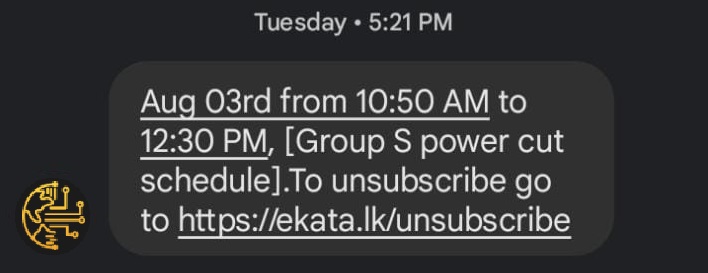 Tuesday • 5:21 PM
Aug 03rd from 10:50 AM to
12:30 PM, [Group S power cut
schedule].To unsubscribe go
to https://ekata.lk/unsubscribe